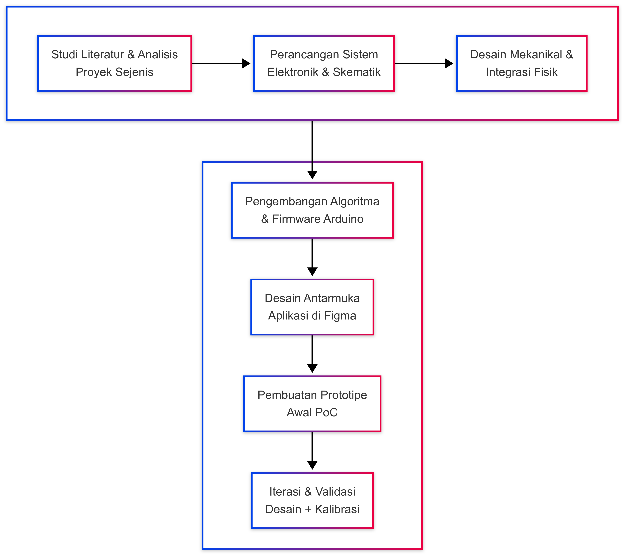 Studi Literatur & Analisis
Proyek Sejenis
Perancangan Sistem
Elektronik & Skematik
Desain Mekanikal &
Integrasi Fisik
Pengembangan Algoritma
& Firmware Arduino
Desain Antarmuka
Aplikasi di Figma
Pembuatan Prototipe
Awal PoC
Iterasi & Validasi
Desain + Kalibrasi